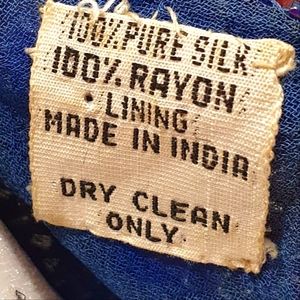 100% PURE SILK
100% RAYON
LINING
MADE IN INDIA
DRY CLEAN
ONLY